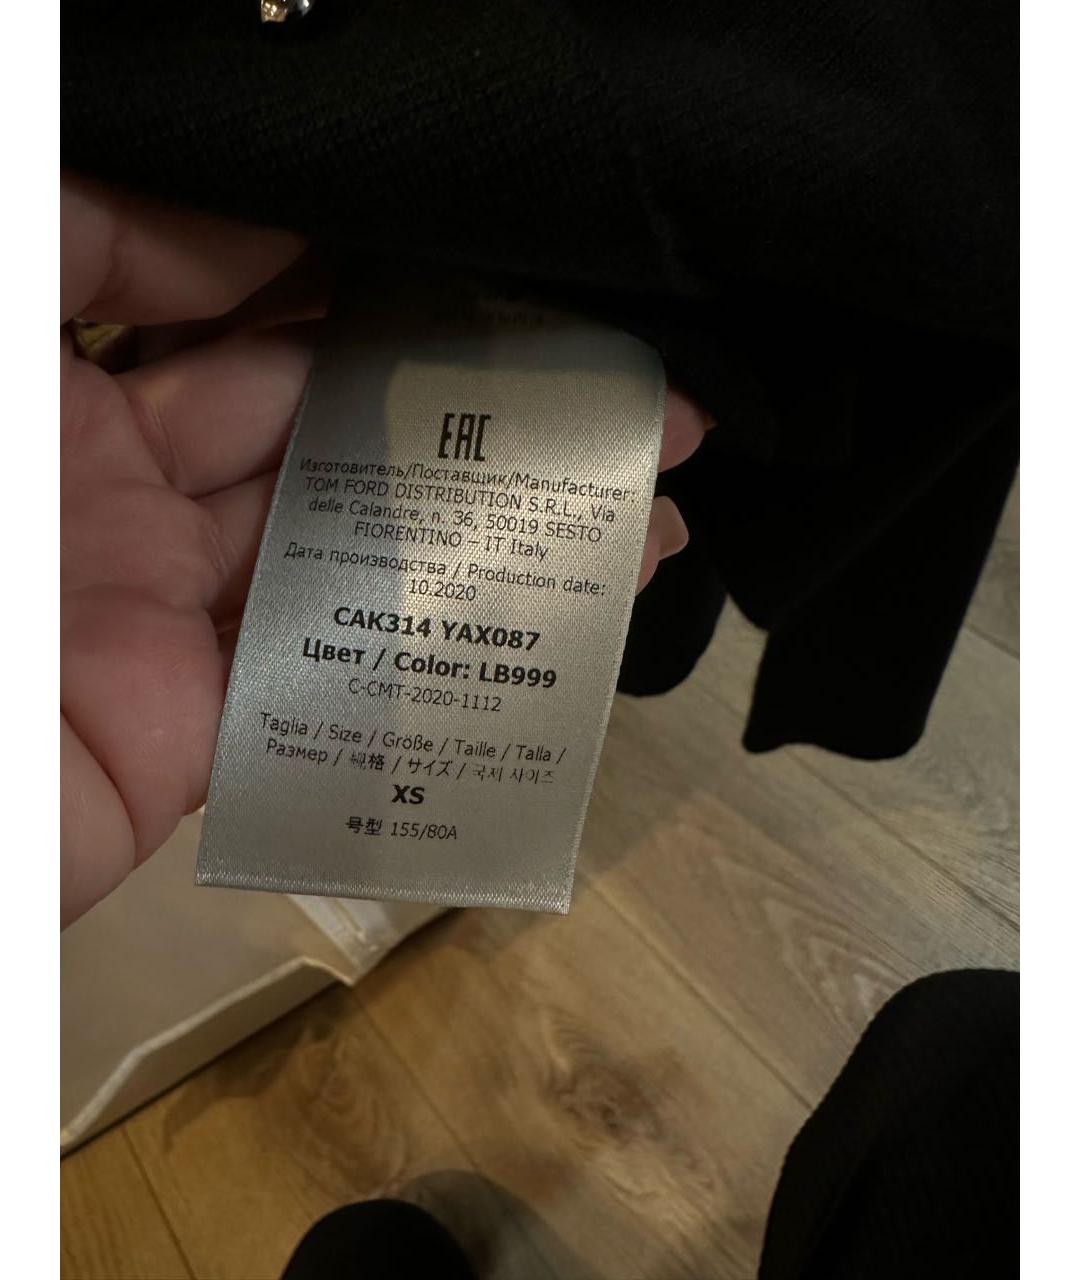 EAC
Изготовитель/Поставщик/Manufacturer:
TOM FORD DISTRIBUTION S.R.L., Via
delle Calandre, n. 36, 50019 SESTO
FIORENTINO – IT Italy
Дата производства / Production date:
10.2020
CAK314 YAX087
Цвет / Color: LB999
C-CMT-2020-1112
Taglia / Size / Größe / Taille / Talla /
Размер / 规格 / サイズ / 국제 사이즈
XS
号型 155/80A